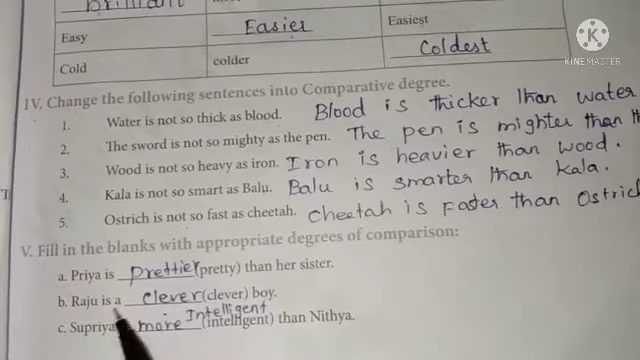 Brilliant
Easy Easier Easiest
Cold colder Coldest
KINEMASTER
IV. Change the following sentences into Comparative degree.
1. Water is not so thick as blood. Blood is thicker than water
2. The sword is not so mighty as the pen. The pen is mighter than
3. Wood is not so heavy as iron. Iron is heavier than wood.
4. Kala is not so smart as Balu. Balu is smarter than Kala.
5. Ostrich is not so fast as cheetah. Cheetah is faster than Ostric
V. Fill in the blanks with appropriate degrees of comparison:
a. Priya is prettier (pretty) than her sister.
b. Raju is a clever (clever) boy.
Intelligent
c. Supriya more (intelligent) than Nithya.